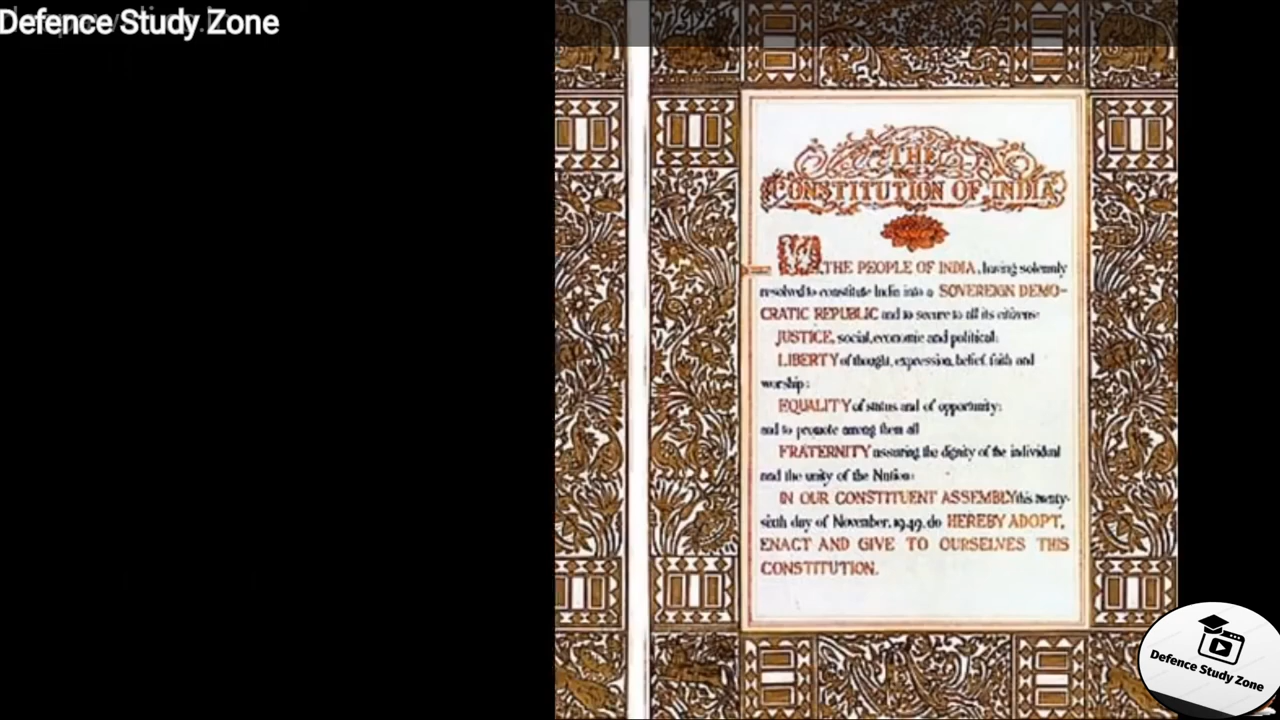 Defence Study Zone
THE
CONSTITUTION OF INDIA
WE, THE PEOPLE OF INDIA, having solemnly
resolved to constitute India into a SOVEREIGN DEMO-
CRATIC REPUBLIC and to secure to all its citizens:
JUSTICE, social, economic and political;
LIBERTY of thought, expression, belief, faith and
worship;
EQUALITY of status and of opportunity;
and to promote among them all
FRATERNITY assuring the dignity of the individual
and the unity of the Nation;
IN OUR CONSTITUENT ASSEMBLY this twenty-
sixth day of November, 1949, do HEREBY ADOPT,
ENACT AND GIVE TO OURSELVES THIS
CONSTITUTION.
Defence Study Zone